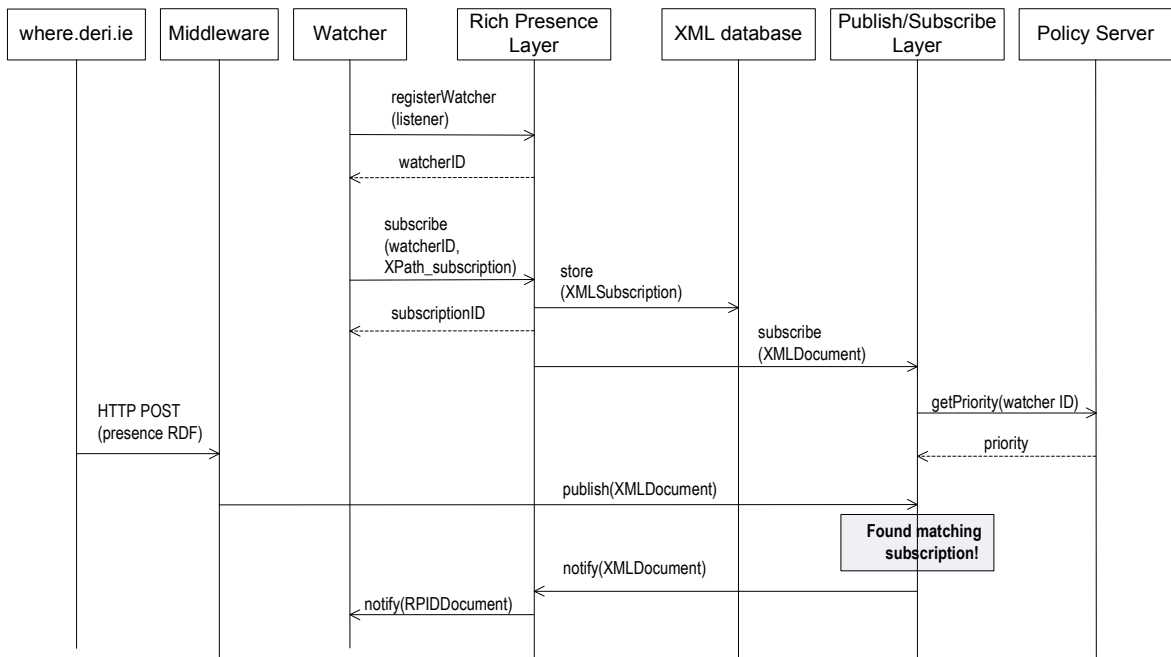 where.deri.ie
Middleware
Watcher
Rich Presence
Layer
XML database
Publish/Subscribe
Layer
Policy Server
registerWatcher
(listener)
watcherID
subscribe
(watcherID,
XPath_subscription)
store
(XMLSubscription)
subscriptionID
subscribe
(XMLDocument)
HTTP POST
(presence RDF)
getPriority(watcher ID)
priority
publish(XMLDocument)
Found matching
subscription!
notify(XMLDocument)
notify(RPIDDocument)